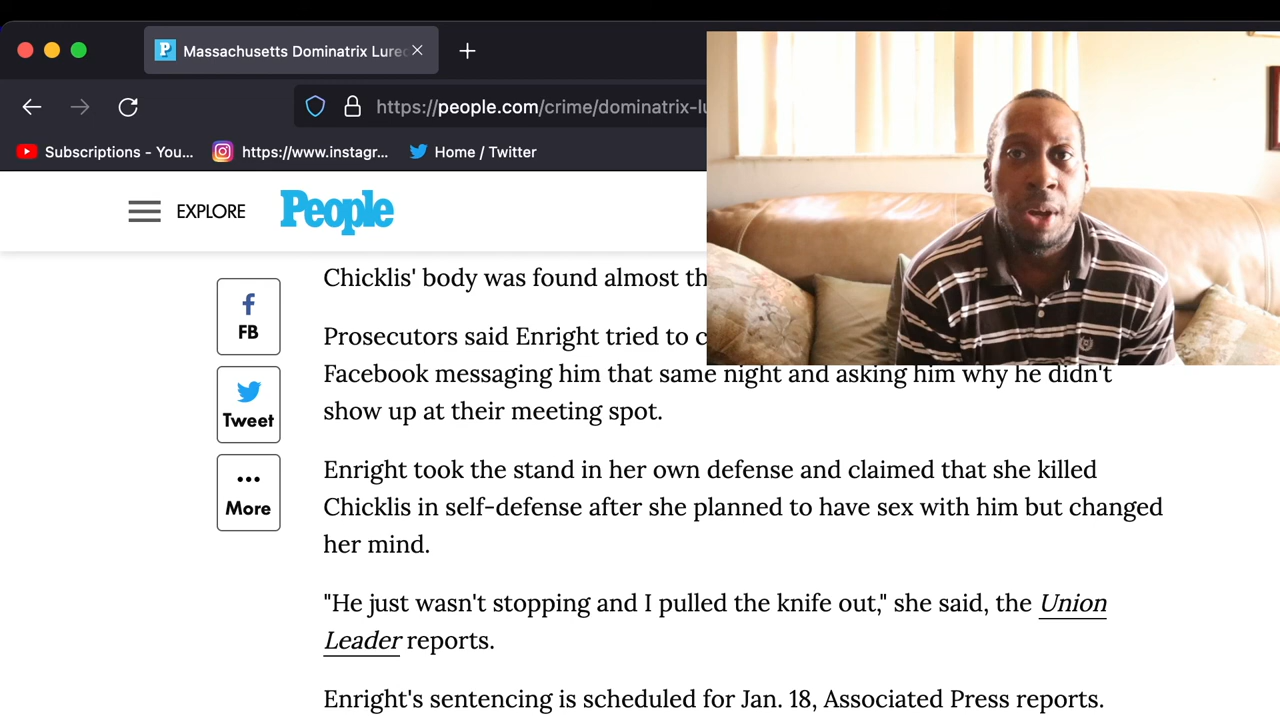 Massachusetts Dominatrix Lured
https://people.com/crime/dominatrix-lu
Subscriptions - You...
https://www.instagr...
Home / Twitter
EXPLORE
People
FB
Tweet
More
Chicklis' body was found almost th
Prosecutors said Enright tried to c
Facebook messaging him that same night and asking him why he didn't
show up at their meeting spot.
Enright took the stand in her own defense and claimed that she killed
Chicklis in self-defense after she planned to have sex with him but changed
her mind.
"He just wasn't stopping and I pulled the knife out," she said, the Union
Leader reports.
Enright's sentencing is scheduled for Jan. 18, Associated Press reports.